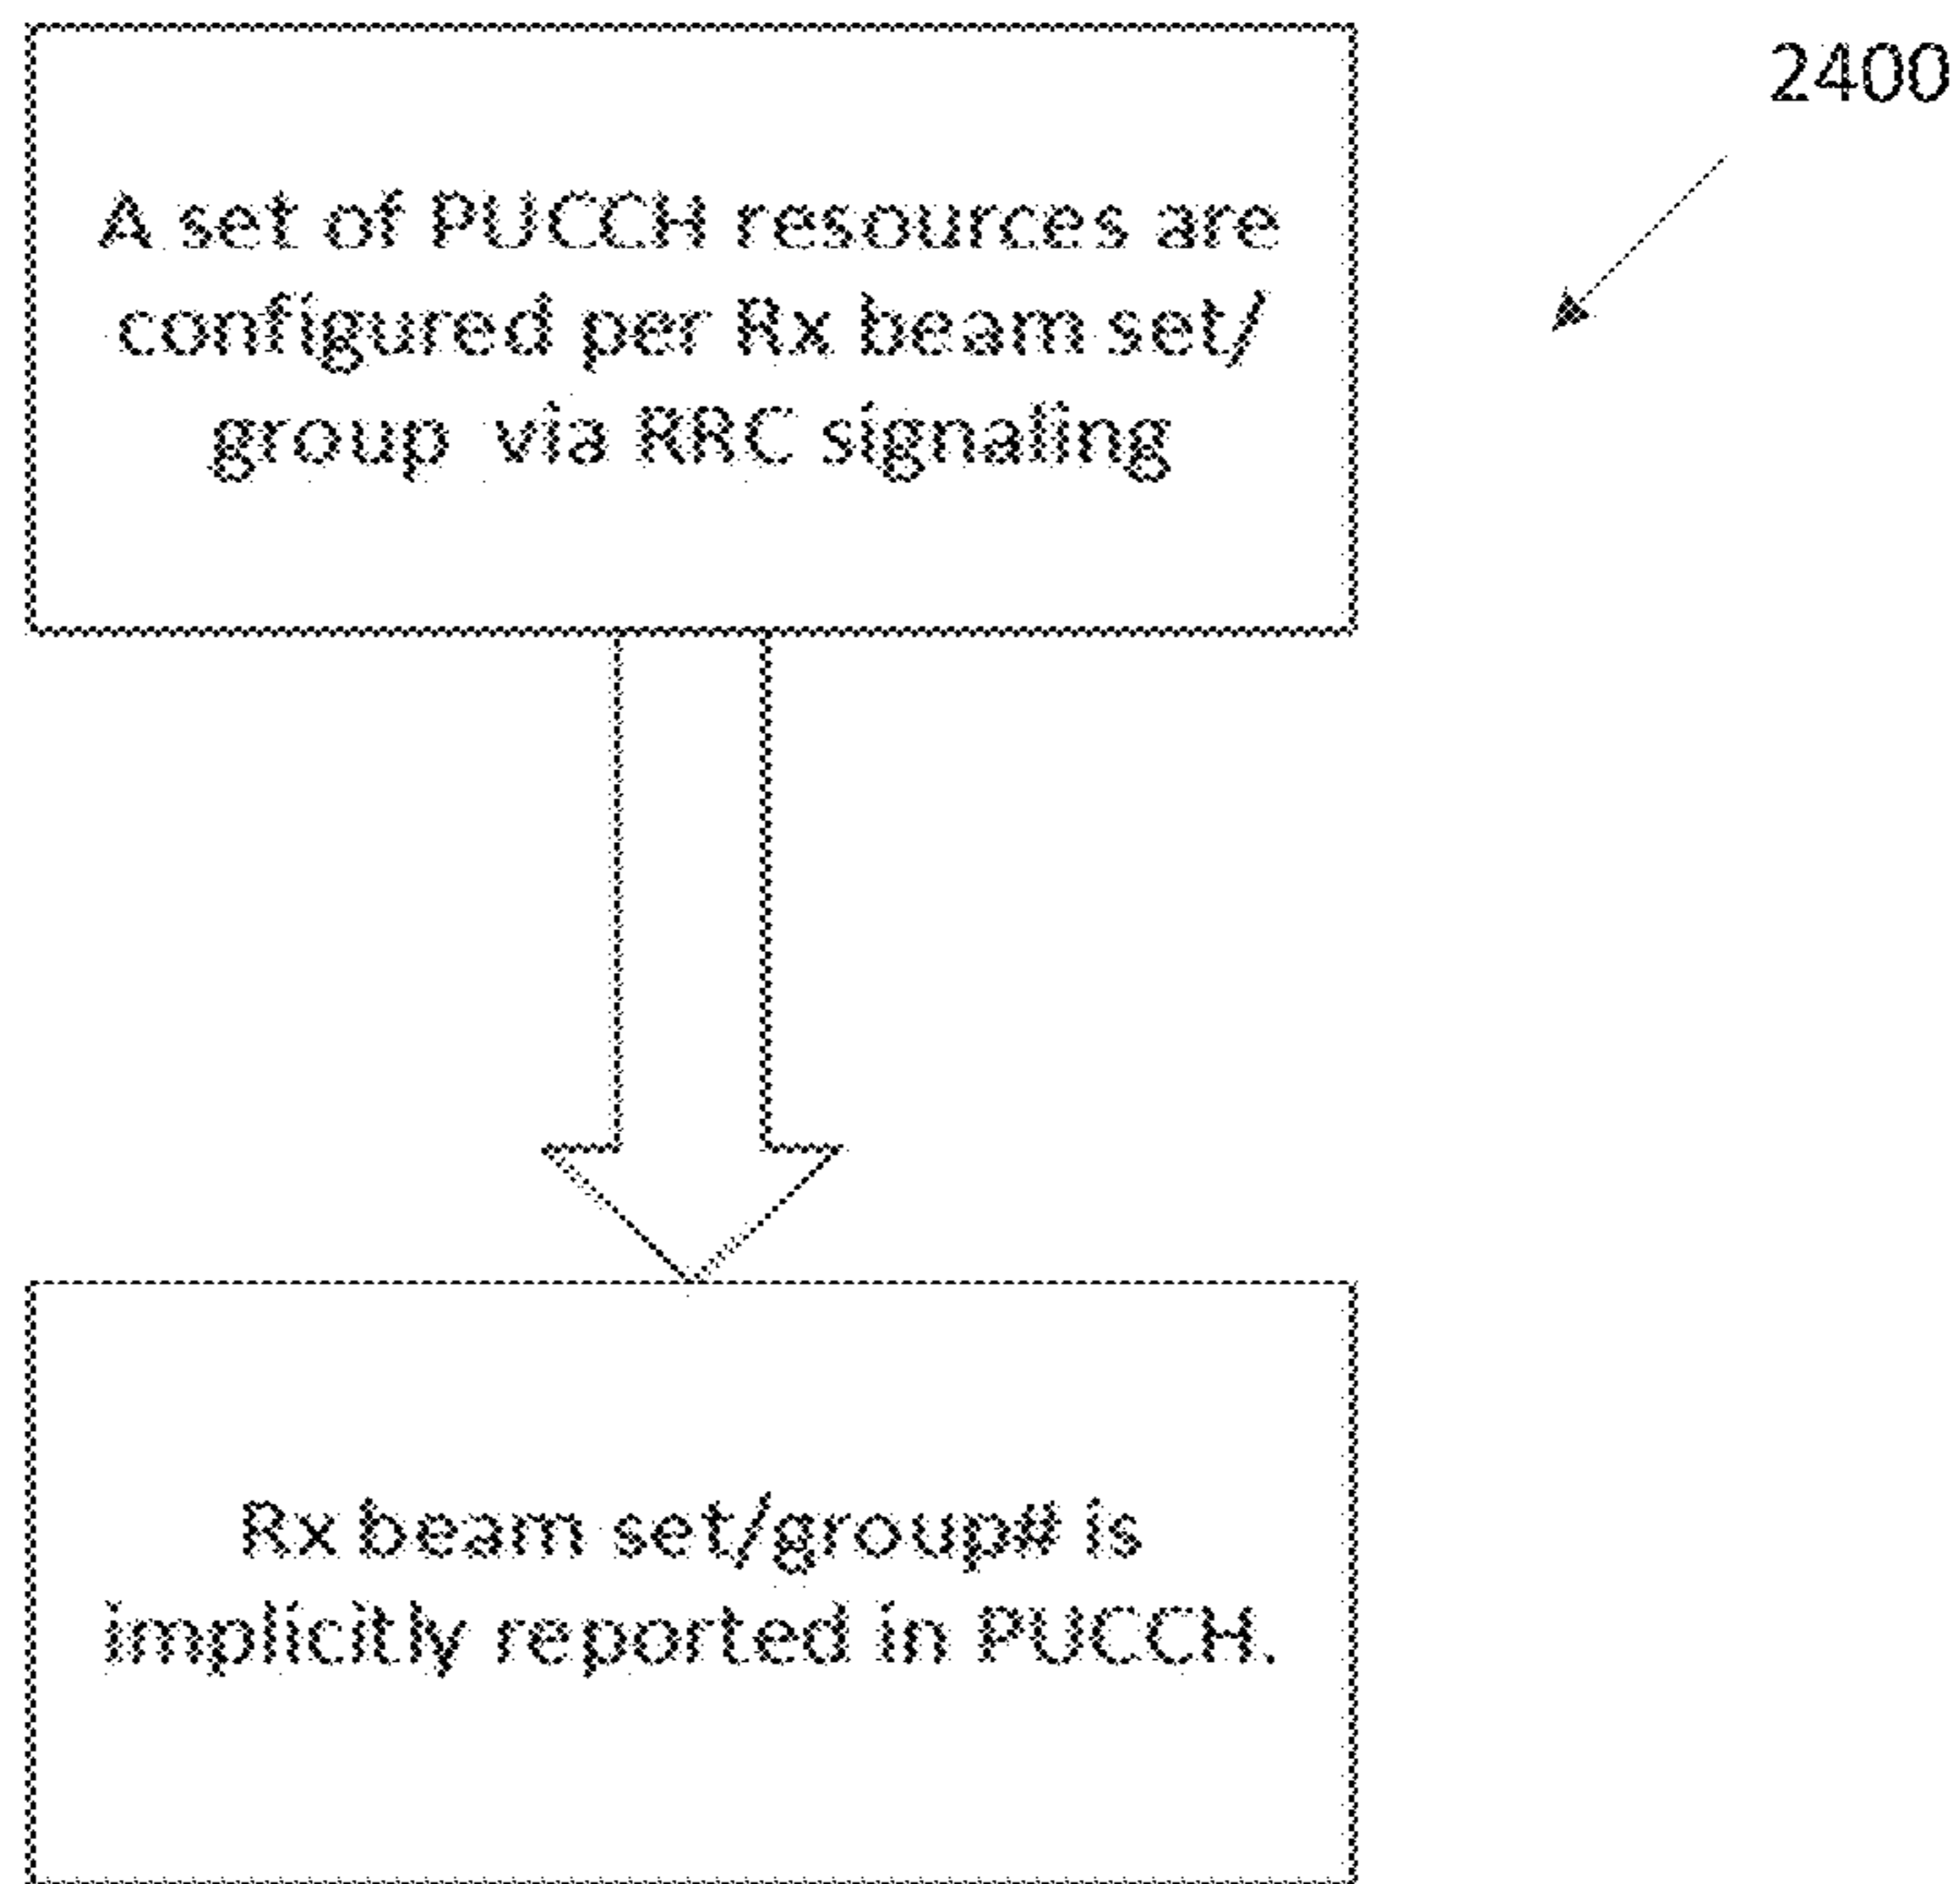 2400
A set of PUCCH resources are
configured per Rx beam set/
group via RRC signaling
Rx beam set/group# is
implicitly reported in PUCCH.